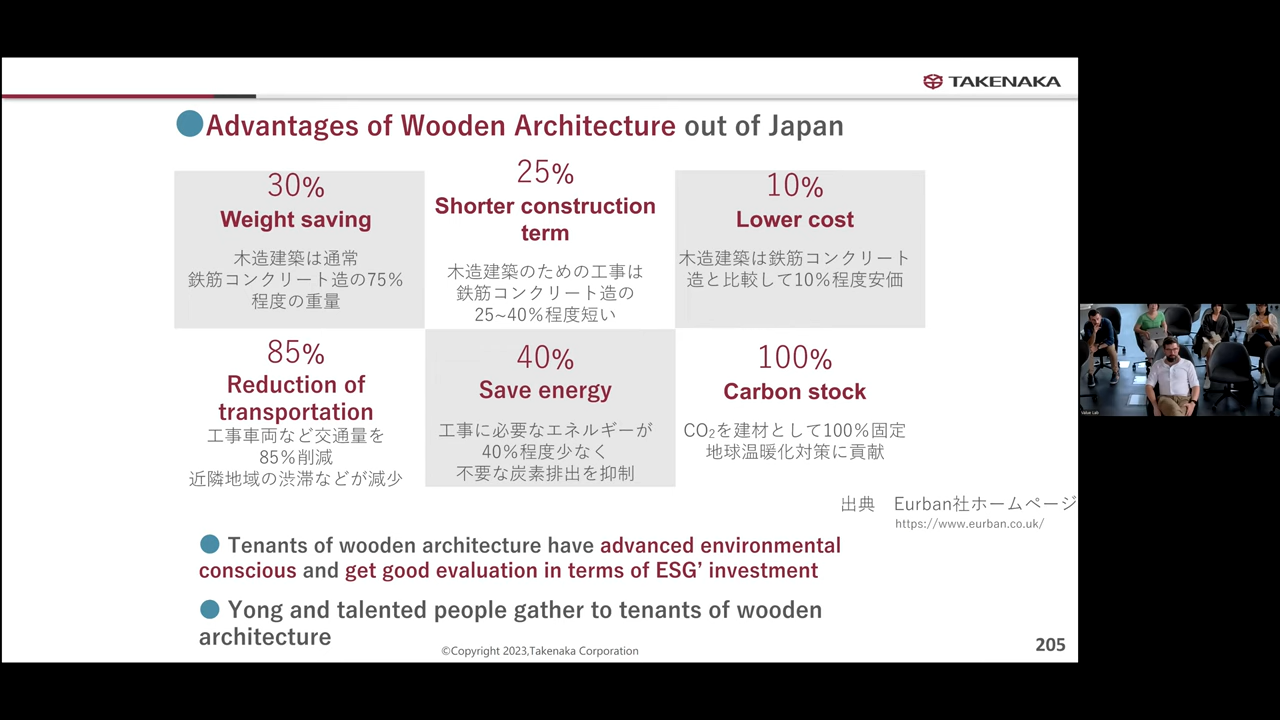 TAKENAKA
Advantages of Wooden Architecture out of Japan
30%
Weight saving
木造建築は通常
鉄筋コンクリート造の75%
程度の重量
25%
Shorter construction
term
木造建築のための工事は
鉄筋コンクリート造の
25~40%程度短い
10%
Lower cost
木造建築は鉄筋コンクリート
造と比較して10%程度安価
85%
Reduction of
transportation
工事車両など交通量を
85%削減
近隣地域の渋滞などが減少
40%
Save energy
工事に必要なエネルギーが
40%程度少なく
不要な炭素排出を抑制
100%
Carbon stock
CO₂を建材として100%固定
地球温暖化対策に貢献
出典 Eurban社ホームページ
https://www.eurban.co.uk/
Tenants of wooden architecture have advanced environmental
conscious and get good evaluation in terms of ESG’ investment
Yong and talented people gather to tenants of wooden
architecture
©Copyright 2023,Takenaka Corporation
205